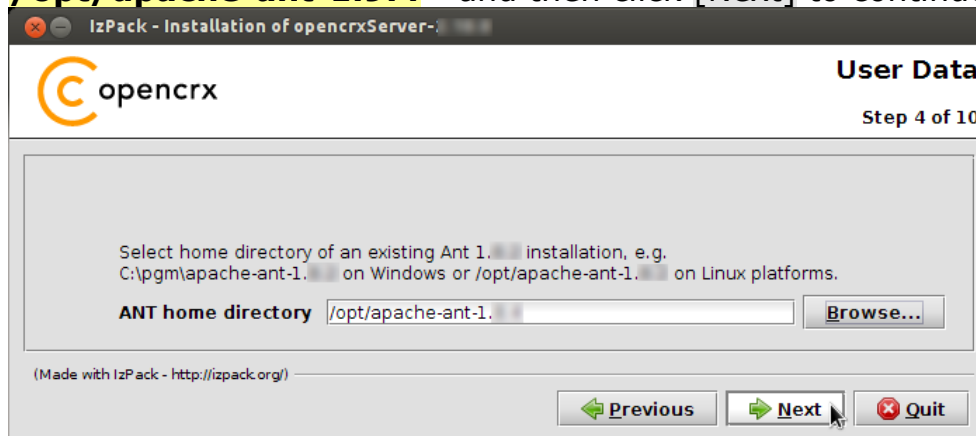 and then click [Next] to continu
IzPack - Installation of opencrxServer-
opencrx
User Data
Step 4 of 10
Select home directory of an existing Ant 1. installation, e.g.
C:\pgm\apache-ant-1. on Windows or /opt/apache-ant-1. on Linux platforms.
ANT home directory /opt/apache-ant-1. Browse...
(Made with IzPack - http://izpack.org/)
Previous Next Quit